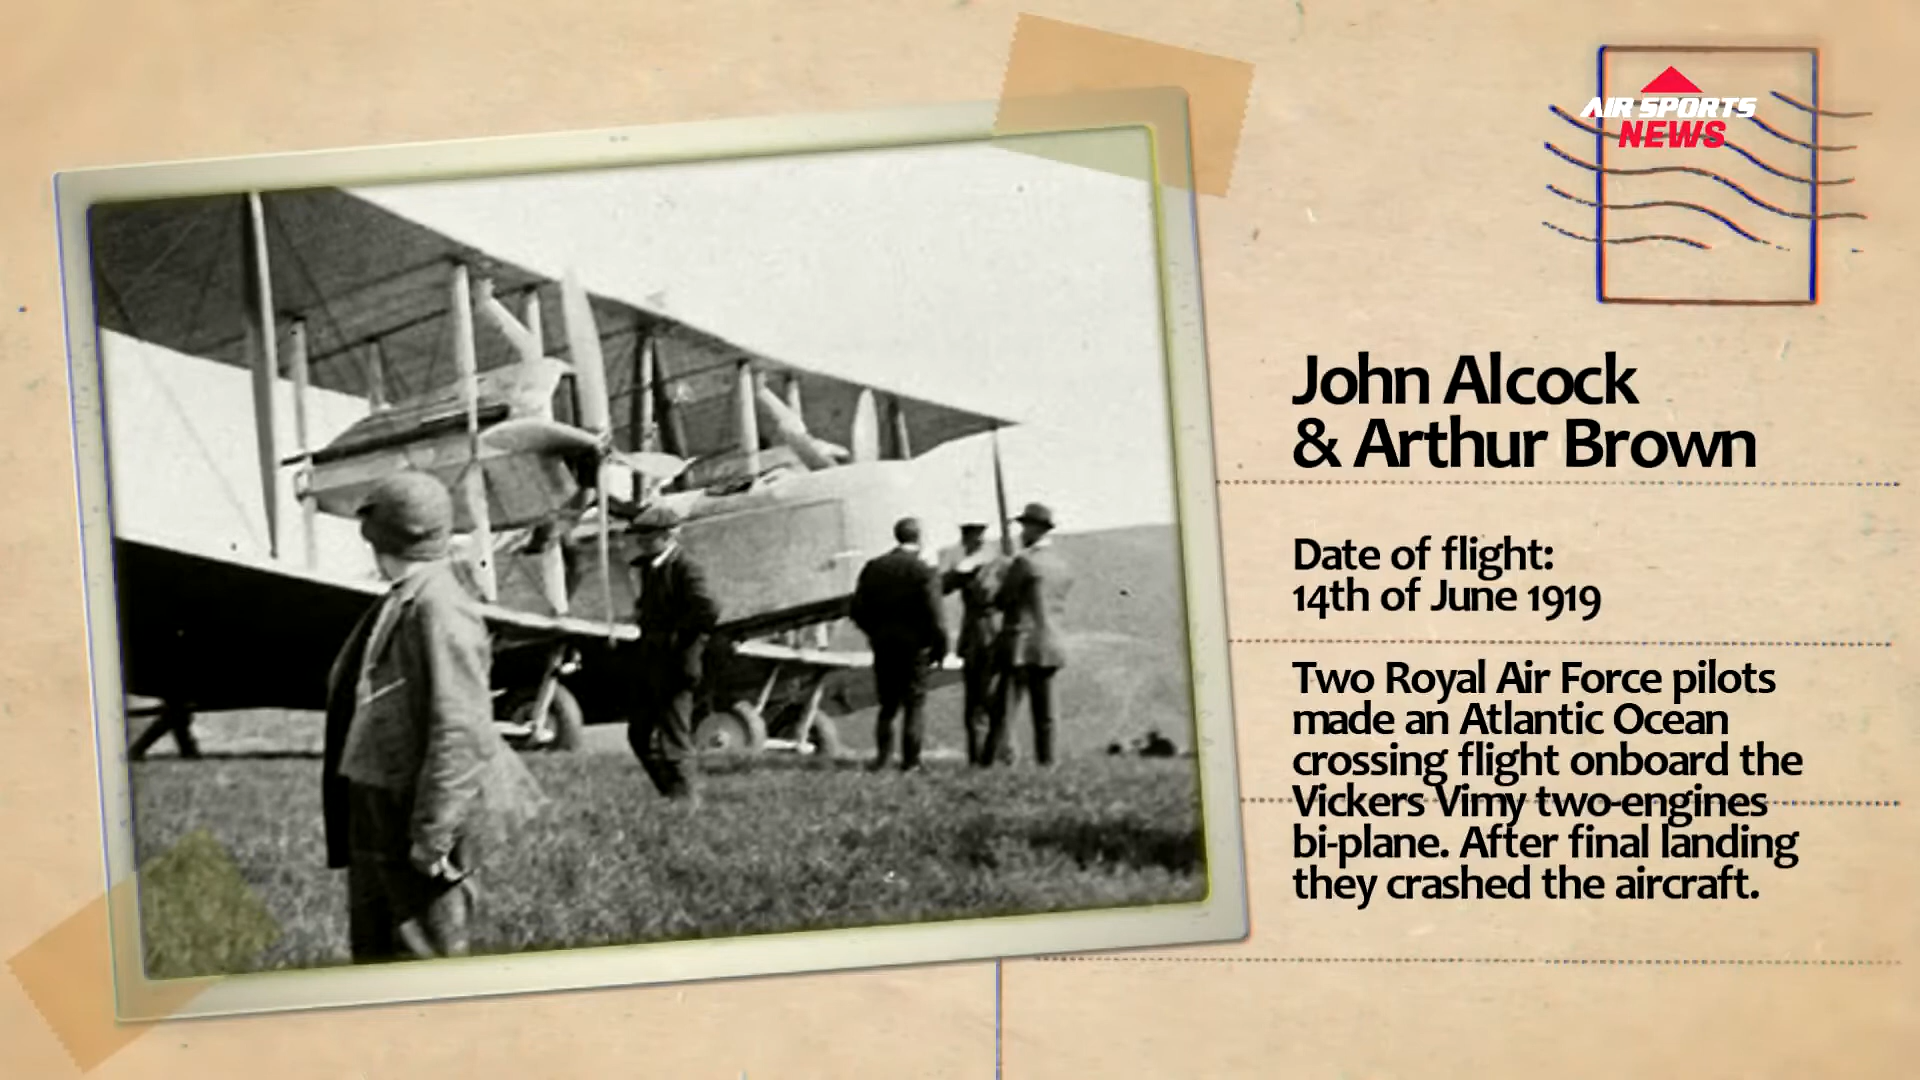 AIR SPORTS
NEWS
John Alcock
& Arthur Brown
Date of flight:
14th of June 1919
Two Royal Air Force pilots
made an Atlantic Ocean
crossing flight onboard the
Vickers Vimy two-engines
bi-plane. After final landing
they crashed the aircraft.